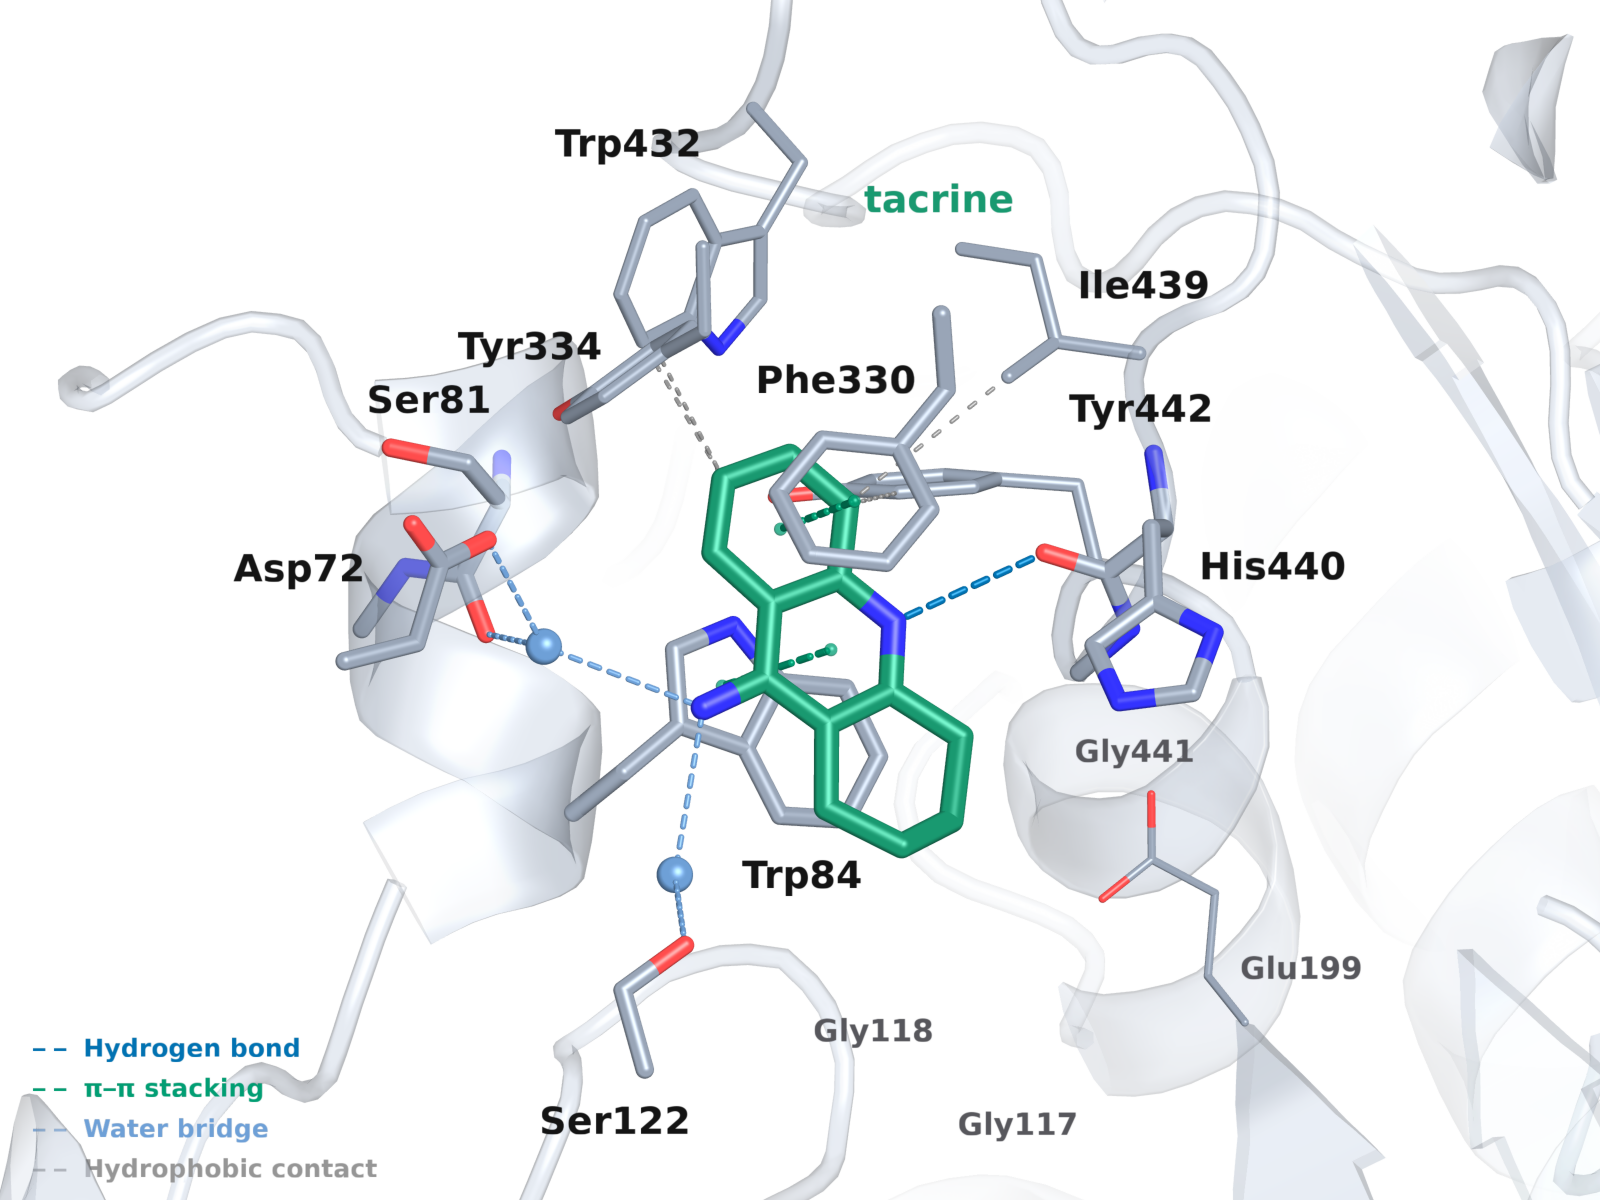 Trp432
tacrine
Ile439
Tyr334
Phe330
Ser81
Tyr442
Asp72
His440
Gly441
Trp84
Glu199
Gly118
Ser122
Gly117
-- Hydrogen bond
-- π–π stacking
-- Water bridge
-- Hydrophobic contact